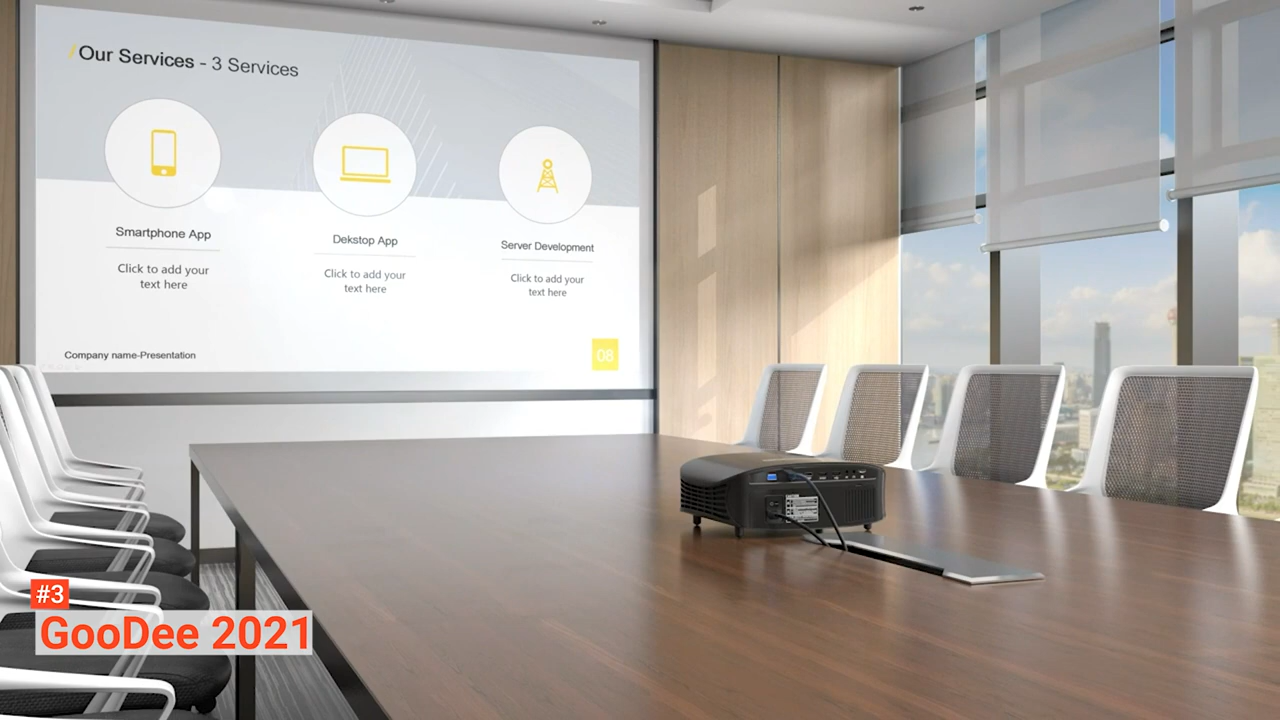 /Our Services - 3 Services
Smartphone App
Click to add your
text here
Dekstop App
Click to add your
text here
Server Development
Click to add your
text here
Company name-Presentation
08
#3
GooDee 2021